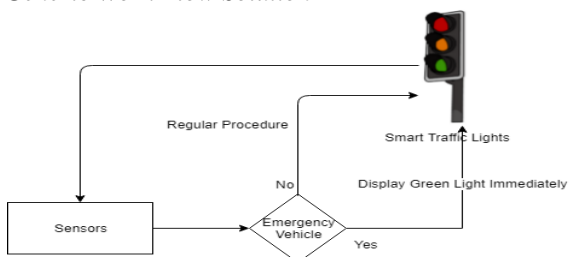 Regular Procedure
Smart Traffic Lights
No
Display Green Light Immediately
Sensors
Emergency
Vehicle
Yes